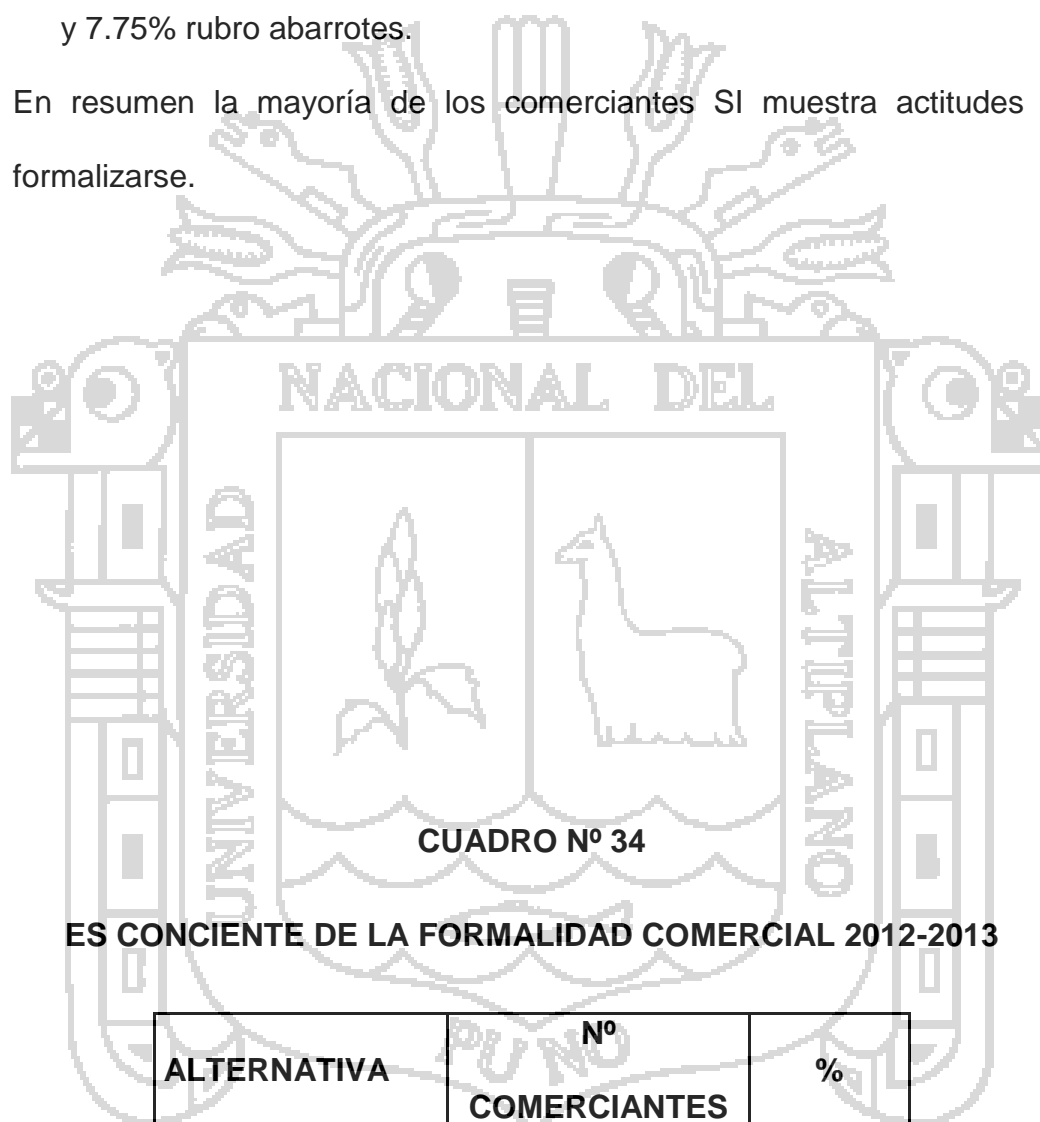 y 7.75% rubro abarrotes.
En resumen la mayoría de los comerciantes SI muestra actitudes
formalizarse.
NACIONAL DEL
UNIVERSIDAD
ALTIPLANO
CUADRO Nº 34
ES CONCIENTE DE LA FORMALIDAD COMERCIAL 2012-2013
PUNO
ALTERNATIVA
Nº
COMERCIANTES
%